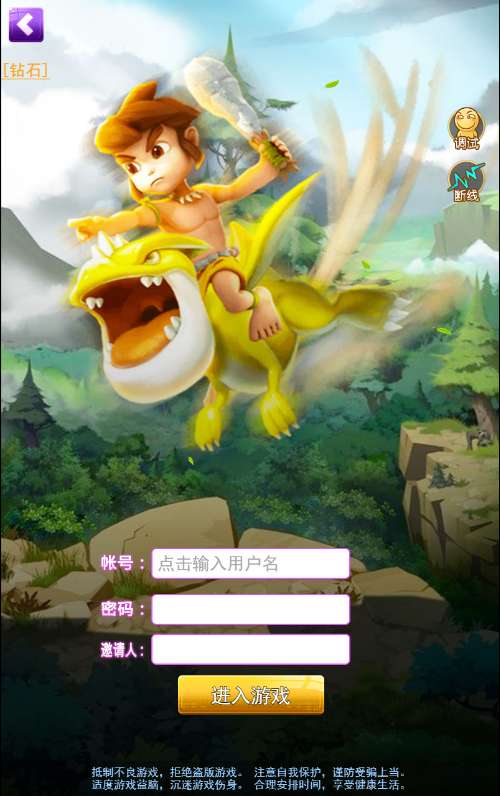 [钻石]
调试
断线
帐号：
点击输入用户名
密码：
邀请人：
进入游戏
抵制不良游戏，拒绝盗版游戏。 注意自我保护，谨防受骗上当。
适度游戏益脑，沉迷游戏伤身。 合理安排时间，享受健康生活。